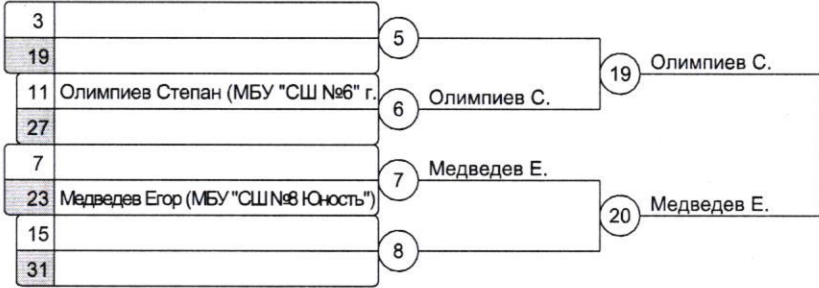 3
5
19
19 Олимпиев С.
11 Олимпиев Степан (МБУ "СШ №6" г.
6 Олимпиев С.
27
7
7 Медведев Е.
23 Медведев Егор (МБУ "СШ №8 Юность")
20 Медведев Е.
15
8
31